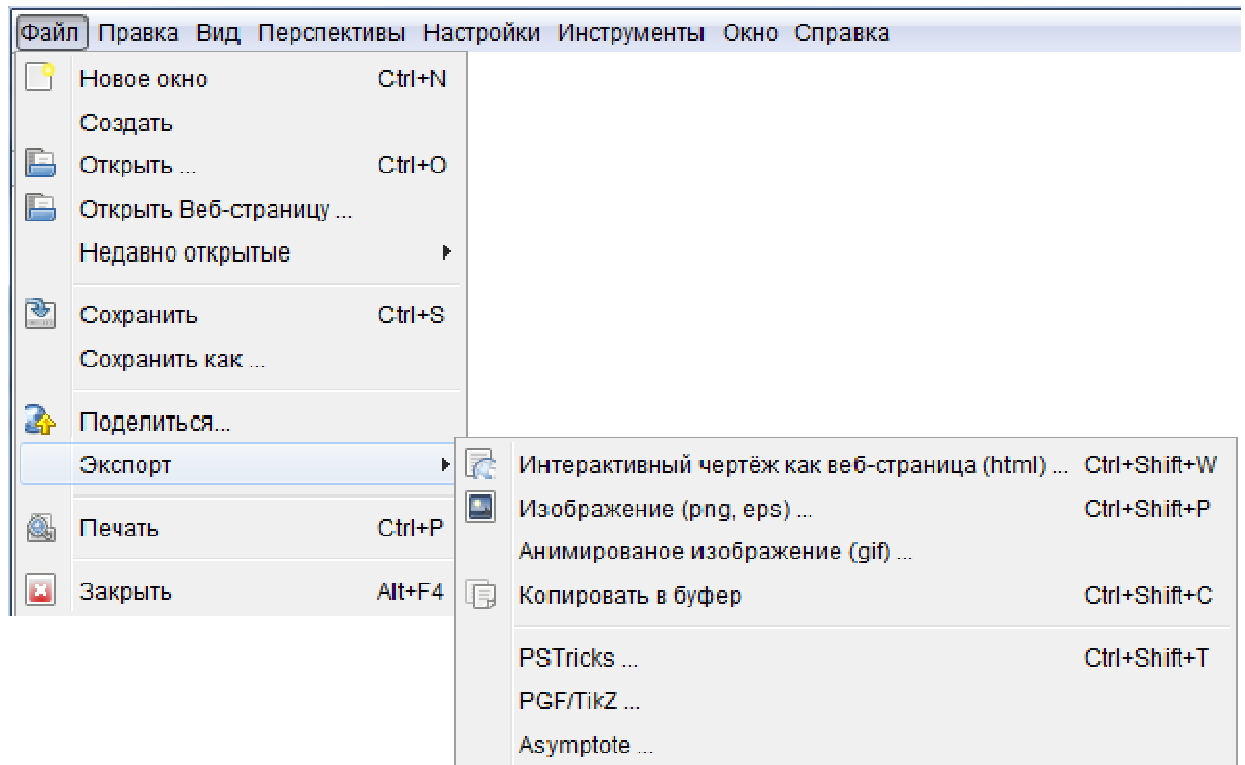 Файл Правка Вид Перспективы Настройки Инструменты Окно Справка
Новое окно Ctrl+N
Создать
Открыть ... Ctrl+O
Открыть Веб-страницу ...
Недавно открытые
Сохранить Ctrl+S
Сохранить как ...
Поделиться...
Экспорт
Печать Ctrl+P
Закрыть Alt+F4
Интерактивный чертёж как веб-страница (html) ... Ctrl+Shift+W
Изображение (png, eps) ... Ctrl+Shift+P
Анимированое изображение (gif) ...
Копировать в буфер Ctrl+Shift+C
PSTricks ... Ctrl+Shift+T
PGF/TikZ ...
Asymptote ...